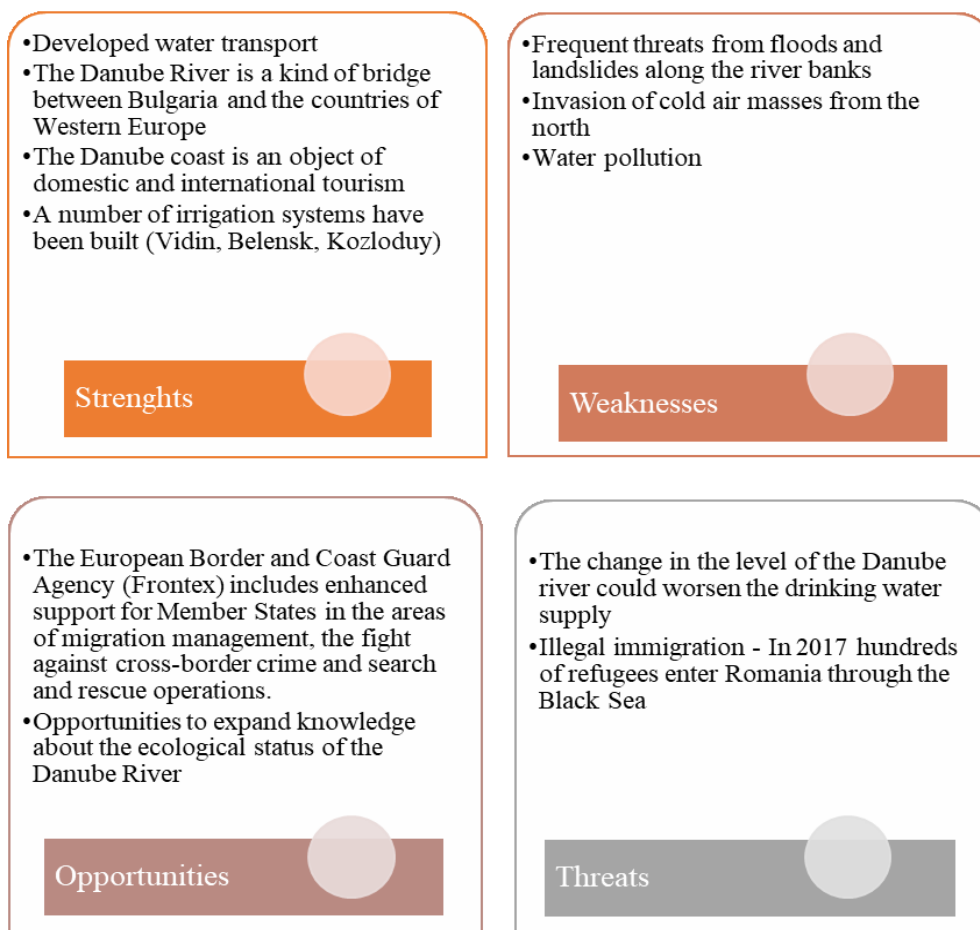 •Developed water transport
•The Danube River is a kind of bridge
between Bulgaria and the countries of
Western Europe
•The Danube coast is an object of
domestic and international tourism
•A number of irrigation systems have
been built (Vidin, Belensk, Kozloduy)
Strenghts
•Frequent threats from floods and
landslides along the river banks
•Invasion of cold air masses from the
north
•Water pollution
Weaknesses
•The European Border and Coast Guard
Agency (Frontex) includes enhanced
support for Member States in the areas
of migration management, the fight
against cross-border crime and search
and rescue operations.
•Opportunities to expand knowledge
about the ecological status of the
Danube River
Opportunities
•The change in the level of the Danube
river could worsen the drinking water
supply
•Illegal immigration - In 2017 hundreds
of refugees enter Romania through the
Black Sea
Threats